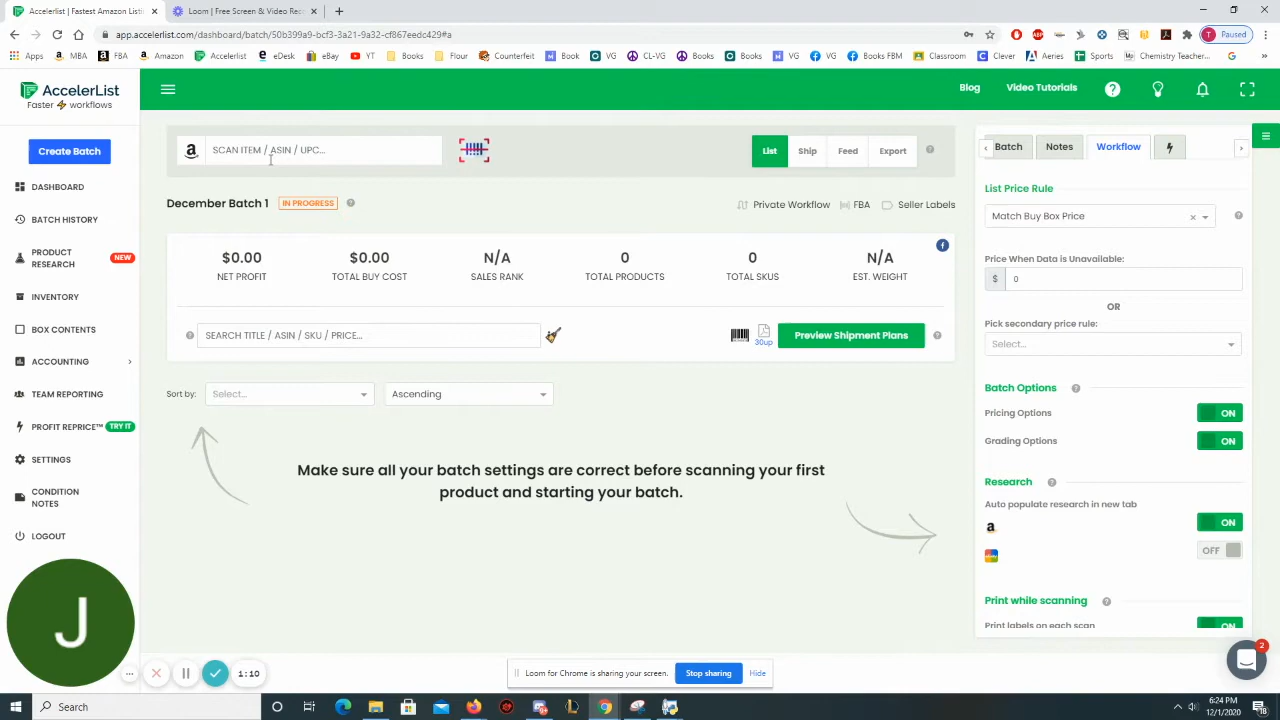 Accelerlist | Fastest Amazon Listi
Loom | Free Screen & Video Rec
app.accelerlist.com/dashboard/batch/50b399a9-bcf3-3a21-9a32-cf867eedc429#a
Paused
Apps
MBA
FBA
Amazon
Accelerlist
eDesk
eBay
YT
Books
Flour
Counterfeit
Book
VG
CL-VG
Books
VG
VG
Books FBM
Classroom
Clever
Aeries
Sports
Chemistry Teacher...
AccelerList
Faster workflows
Blog
Video Tutorials
Create Batch
DASHBOARD
BATCH HISTORY
PRODUCT
RESEARCH
NEW
INVENTORY
BOX CONTENTS
ACCOUNTING
TEAM REPORTING
PROFIT REPRICE™
TRY IT
SETTINGS
CONDITION
NOTES
LOGOUT
J
1:10
SCAN ITEM / ASIN / UPC...
List
Ship
Feed
Export
December Batch 1
IN PROGRESS
Private Workflow
FBA
Seller Labels
$0.00
NET PROFIT
$0.00
TOTAL BUY COST
N/A
SALES RANK
0
TOTAL PRODUCTS
0
TOTAL SKUS
N/A
EST. WEIGHT
SEARCH TITLE / ASIN / SKU / PRICE...
30up
Preview Shipment Plans
Sort by:
Select...
Ascending
Make sure all your batch settings are correct before scanning your first
product and starting your batch.
Batch
Notes
Workflow
List Price Rule
Match Buy Box Price
Price When Data is Unavailable:
$
0
OR
Pick secondary price rule:
Select...
Batch Options
Pricing Options
ON
Grading Options
ON
Research
Auto populate research in new tab
ON
OFF
Print while scanning
Print labels on each scan
ON
2
Loom for Chrome is sharing your screen.
Stop sharing
Hide
Search
6:24 PM
12/1/2020